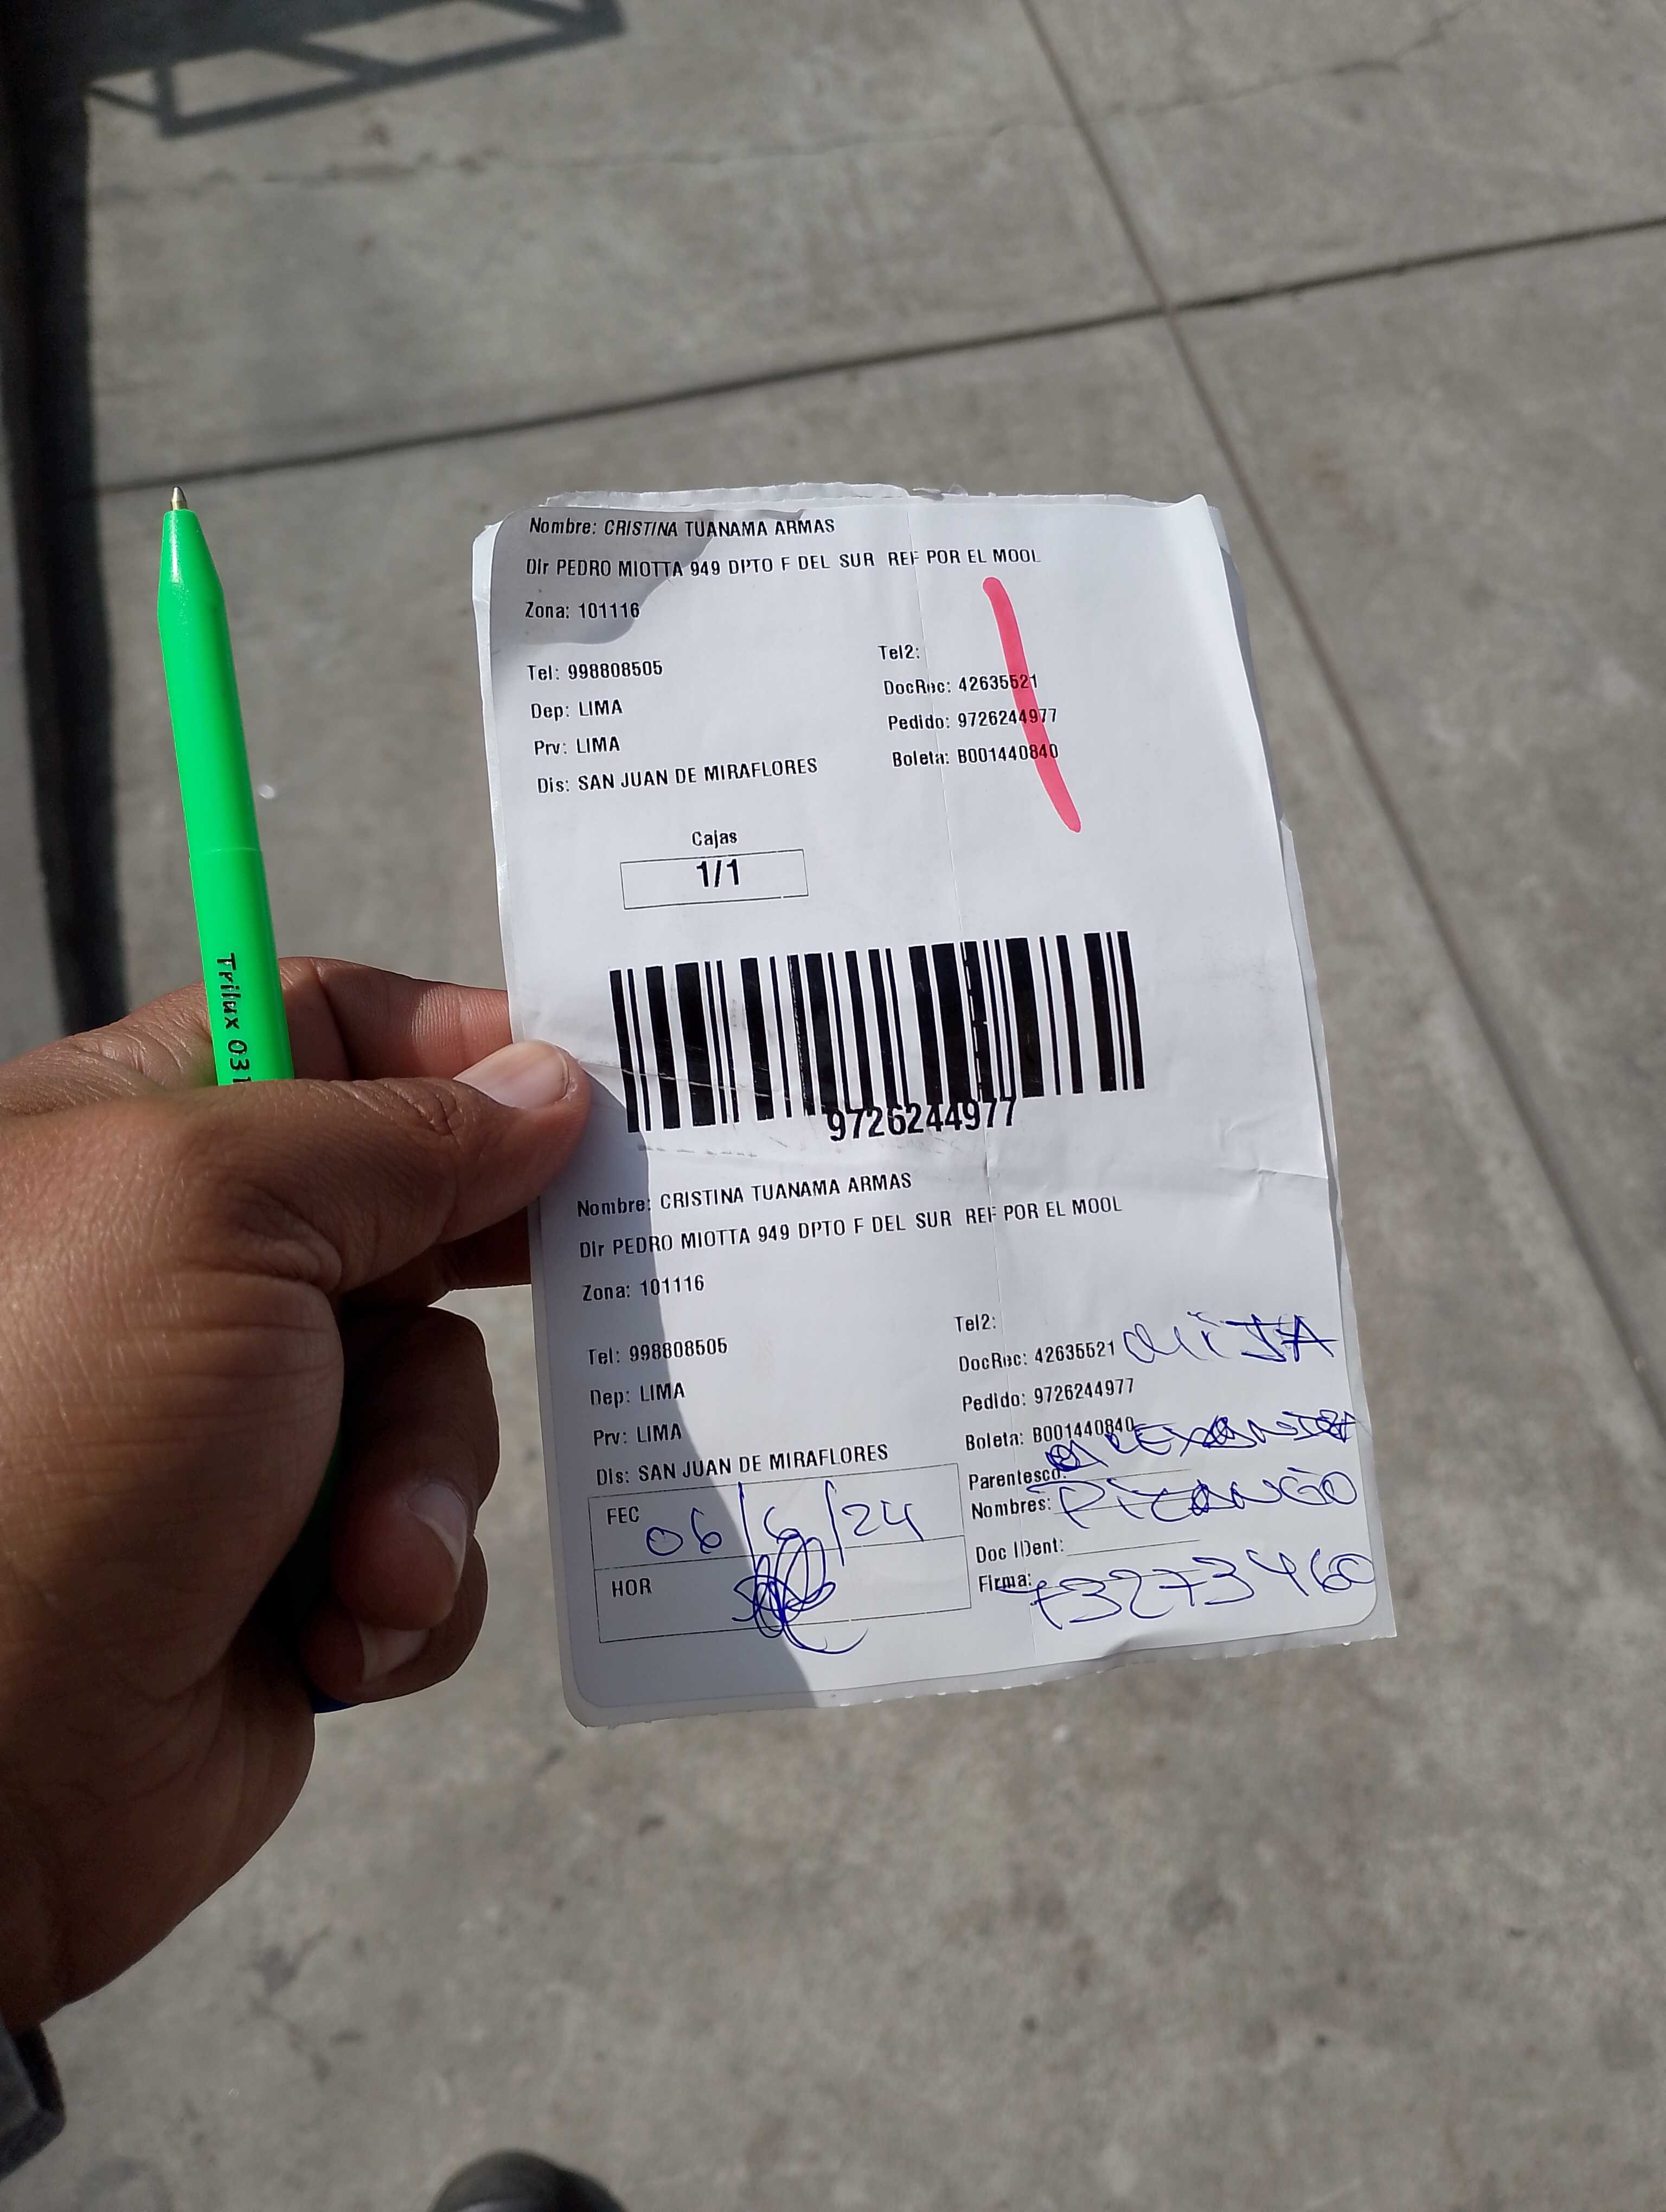 Nombre: CRISTINA TUANAMA ARMAS
Dir PEDRO MIOTTA 949 DPTO F DEL SUR REF POR EL MOOL
Zona: 101116
Tel: 998808505
Tel2:
Dep: LIMA
DocRec: 42635521
Prv: LIMA
Pedido: 9726244977
Dis: SAN JUAN DE MIRAFLORES
Boleta: B001440840
Cajas
1/1
9726244977
Trilux 031
Nombre: CRISTINA TUANAMA ARMAS
Dir PEDRO MIOTTA 949 DPTO F DEL SUR REF POR EL MOOL
Zona: 101116
Tel: 998808505
Tel2:
Dep: LIMA
DocRec: 42635521
Prv: LIMA
Pedido: 9726244977
Dis: SAN JUAN DE MIRAFLORES
Boleta: B001440840
Parentesco:
FEC 06/6/24
Nombres:
HOR
Doc IDent:
Firma: 73273460